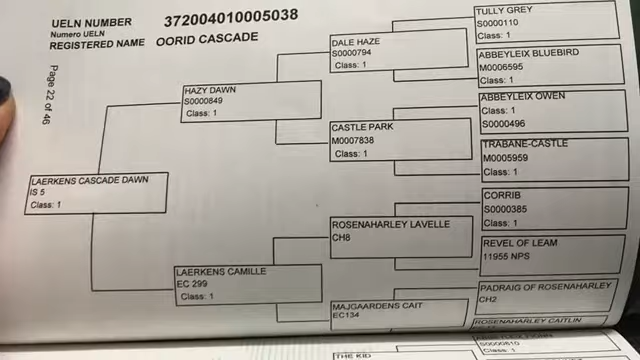 UELN NUMBER 372004010005038
Numero UELN
REGISTERED NAME OORID CASCADE
Page 22 of 46
LAERKENS CASCADE DAWN
IS 5
Class: 1
HAZY DAWN
S0000849
Class: 1
LAERKENS CAMILLE
EC 299
Class: 1
DALE HAZE
S0000794
Class: 1
CASTLE PARK
M0007838
Class: 1
ROSENAHARLEY LAVELLE
CH8
MAJGAARDENS CAIT
EC134
TULLY GREY
S0000110
Class: 1
ABBEYLEIX BLUEBIRD
M0006595
Class: 1
ABBEYLEIX OWEN
Class: 1
S0000496
TRABANE-CASTLE
M0005959
Class: 1
CORRIB
S0000385
Class: 1
REVEL OF LEAM
11955 NPS
PADRAIG OF ROSENAHARLEY
CH2
ROSENAHARLEY CAITLIN
S0000810
THE KID